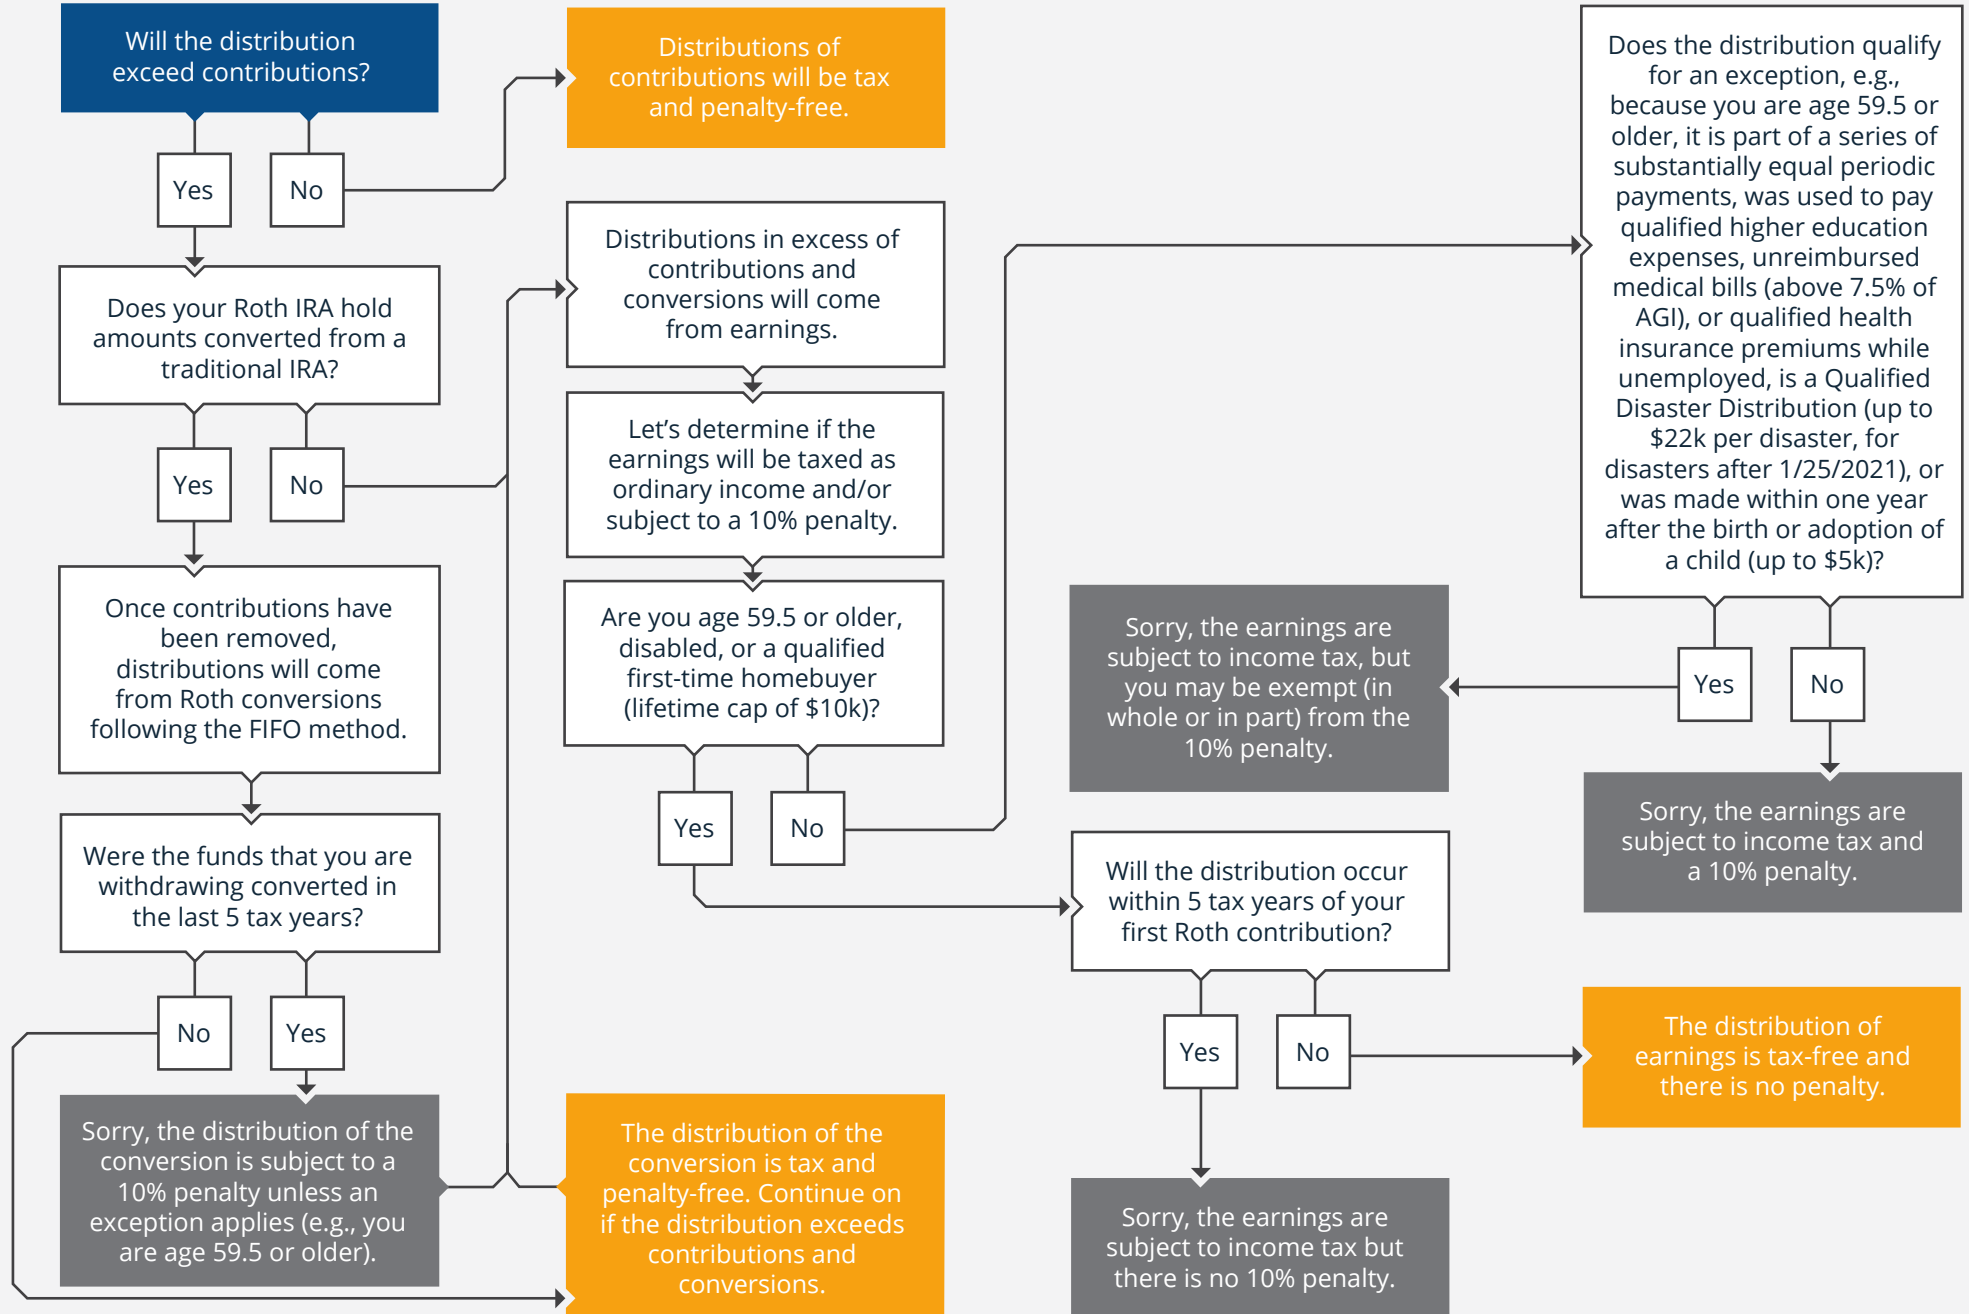 Will the distribution
exceed contributions?
Yes
No
Distributions of
contributions will be tax
and penalty-free.
Does your Roth IRA hold
amounts converted from a
traditional IRA?
Yes
No
Once contributions have
been removed,
distributions will come
from Roth conversions
following the FIFO method.
Were the funds that you are
withdrawing converted in
the last 5 tax years?
No
Yes
Sorry, the distribution of the
conversion is subject to a
10% penalty unless an
exception applies (e.g., you
are age 59.5 or older).
The distribution of the
conversion is tax and
penalty-free. Continue on
if the distribution exceeds
contributions and
conversions.
Distributions in excess of
contributions and
conversions will come
from earnings.
Let’s determine if the
earnings will be taxed as
ordinary income and/or
subject to a 10% penalty.
Are you age 59.5 or older,
disabled, or a qualified
first-time homebuyer
(lifetime cap of $10k)?
Yes
No
Will the distribution occur
within 5 tax years of your
first Roth contribution?
Yes
No
Sorry, the earnings are
subject to income tax but
there is no 10% penalty.
The distribution of
earnings is tax-free and
there is no penalty.
Does the distribution qualify
for an exception, e.g.,
because you are age 59.5 or
older, it is part of a series of
substantially equal periodic
payments, was used to pay
qualified higher education
expenses, unreimbursed
medical bills (above 7.5% of
AGI), or qualified health
insurance premiums while
unemployed, is a Qualified
Disaster Distribution (up to
$22k per disaster, for
disasters after 1/25/2021), or
was made within one year
after the birth or adoption of
a child (up to $5k)?
Yes
No
Sorry, the earnings are
subject to income tax, but
you may be exempt (in
whole or in part) from the
10% penalty.
Sorry, the earnings are
subject to income tax and
a 10% penalty.